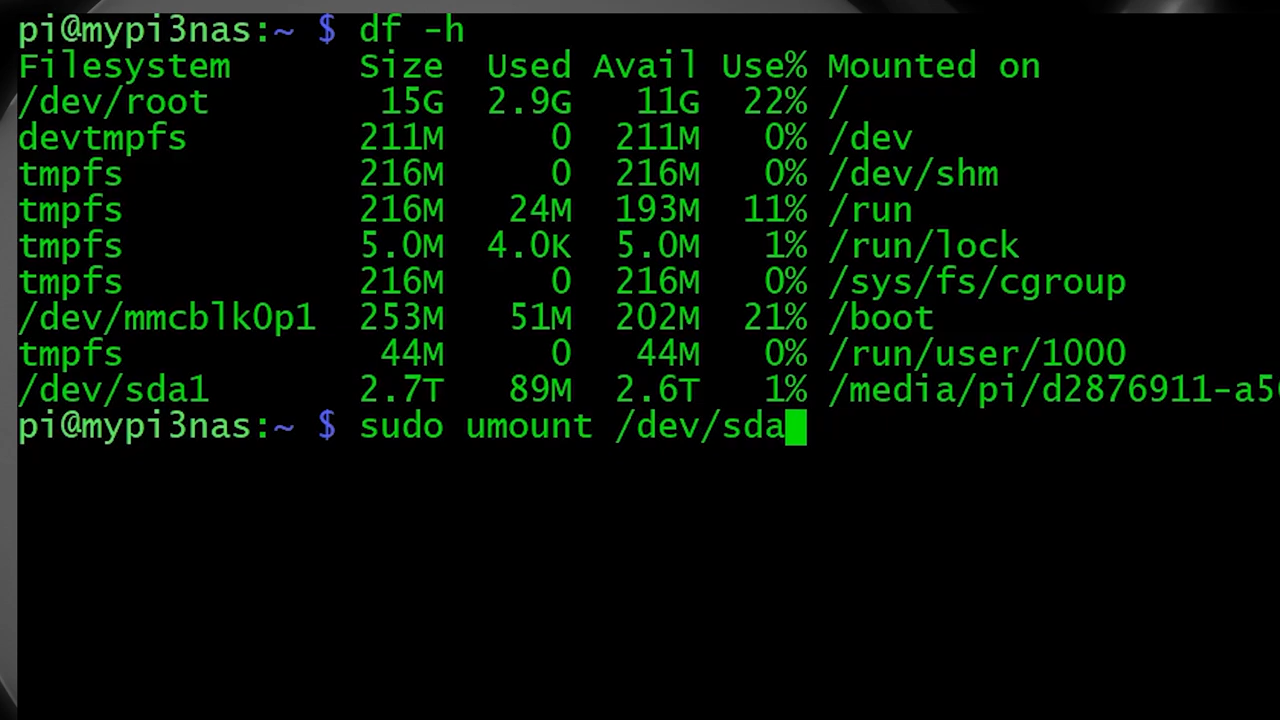 pi@mypi3nas:~ $ df -h
Filesystem Size Used Avail Use% Mounted on
/dev/root 15G 2.9G 11G 22% /
devtmpfs 211M 0 211M 0% /dev
tmpfs 216M 0 216M 0% /dev/shm
tmpfs 216M 24M 193M 11% /run
tmpfs 5.0M 4.0K 5.0M 1% /run/lock
tmpfs 216M 0 216M 0% /sys/fs/cgroup
/dev/mmcblk0p1 253M 51M 202M 21% /boot
tmpfs 44M 0 44M 0% /run/user/1000
/dev/sda1 2.7T 89M 2.6T 1% /media/pi/d2876911-a50
pi@mypi3nas:~ $ sudo umount /dev/sda